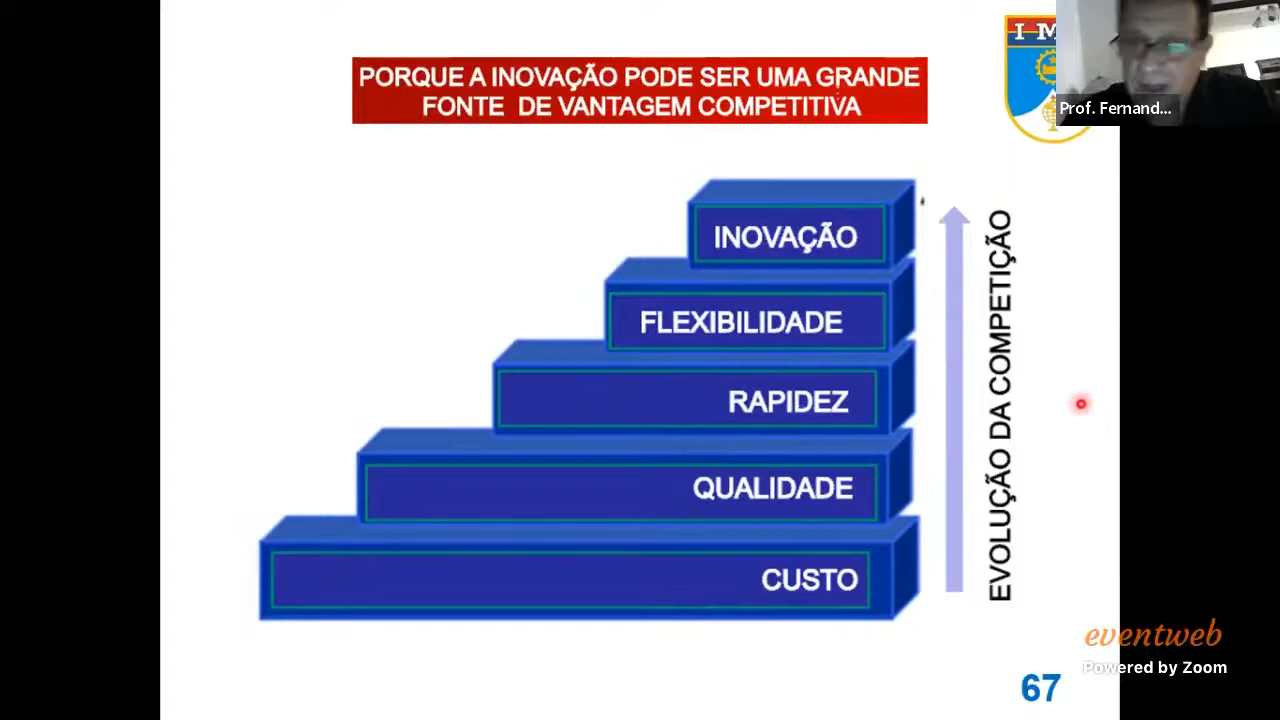 PORQUE A INOVAÇÃO PODE SER UMA GRANDE
FONTE DE VANTAGEM COMPETITIVA
I M
Prof. Fernand...
INOVAÇÃO
FLEXIBILIDADE
RAPIDEZ
QUALIDADE
CUSTO
EVOLUÇÃO DA COMPETIÇÃO
eventweb
Powered by Zoom
67